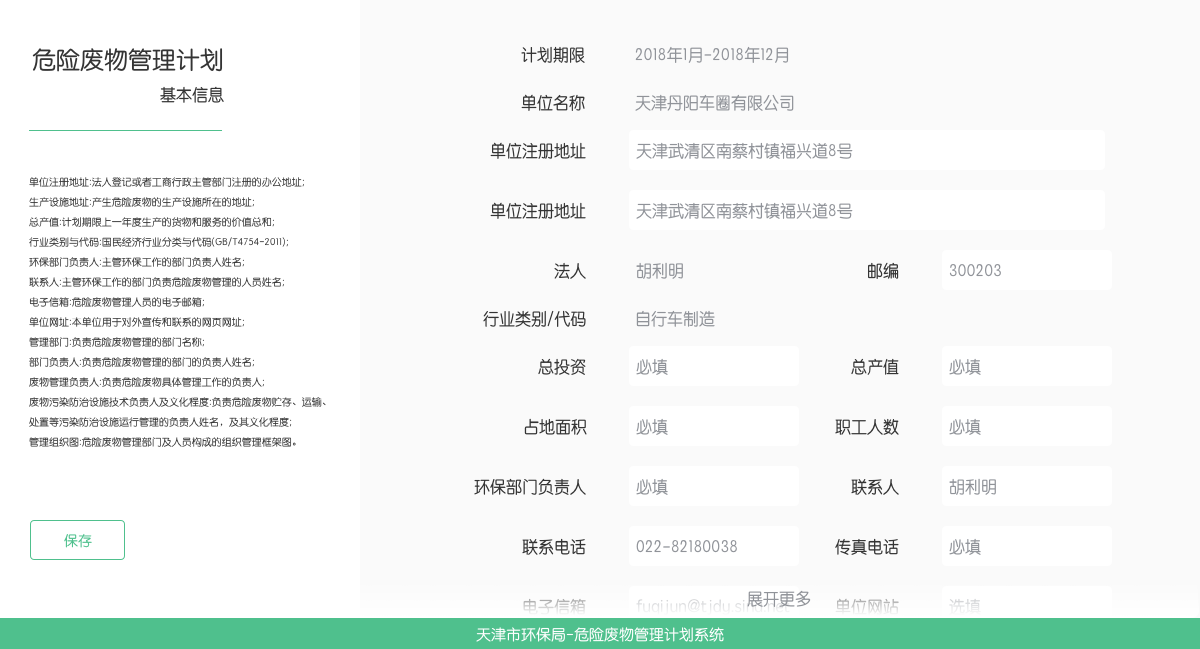 危险废物管理计划
基本信息
单位注册地址:法人登记或者工商行政主管部门注册的办公地址;
生产设施地址:产生危险废物的生产设施所在的地址;
总产值:计划期限上一年度生产的货物和服务的价值总和;
行业类别与代码:国民经济行业分类与代码(GB/T4754-2011);
环保部门负责人:主管环保工作的部门负责人姓名;
联系人:主管环保工作的部门负责危险废物管理的人员姓名;
电子信箱:危险废物管理人员的电子邮箱;
单位网址:本单位用于对外宣传和联系的网页网址;
管理部门:负责危险废物管理的部门名称;
部门负责人:负责危险废物管理的部门的负责人姓名;
废物管理负责人:负责危险废物具体管理工作的负责人;
废物污染防治设施技术负责人及文化程度:负责危险废物贮存、运输、
处置等污染防治设施运行管理的负责人姓名，及其文化程度;
管理组织图:危险废物管理部门及人员构成的组织管理框架图。
保存
计划期限 2018年1月-2018年12月
单位名称 天津丹阳车圈有限公司
单位注册地址 天津武清区南蔡村镇福兴道8号
单位注册地址 天津武清区南蔡村镇福兴道8号
法人 胡利明 邮编 300203
行业类别/代码 自行车制造
总投资 必填 总产值 必填
占地面积 必填 职工人数 必填
环保部门负责人 必填 联系人 胡利明
联系电话 022-82180038 传真电话 必填
展开更多
电子信箱 单位网站 选填
天津市环保局-危险废物管理计划系统